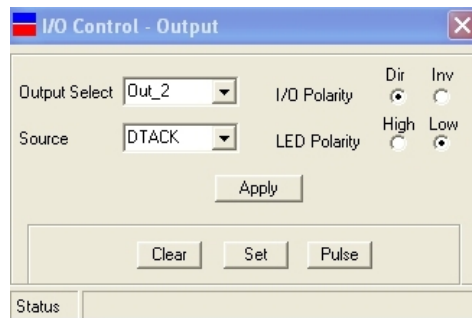 I/O Control - Output
Dir Inv
Output Select Out_2 I/O Polarity
High Low
Source DTACK LED Polarity
Apply
Clear Set Pulse
Status